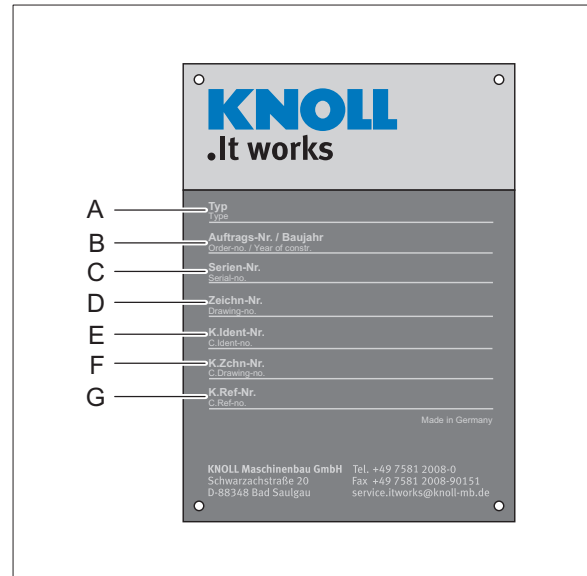 KNOLL
.It works
A
Typ
Type
B
Auftrags-Nr. / Baujahr
Order-no. / Year of constr.
C
Serien-Nr.
Serial-no.
D
Zeichn-Nr.
Drawing-no.
E
K.Ident-Nr.
C.Ident-no.
F
K.Zchn-Nr.
C.Drawing-no.
G
K.Ref-Nr.
C.Ref-no.
Made in Germany
KNOLL Maschinenbau GmbH
Schwarzachstraße 20
D-88348 Bad Saulgau
Tel. +49 7581 2008-0
Fax +49 7581 2008-90151
service.itworks@knoll-mb.de